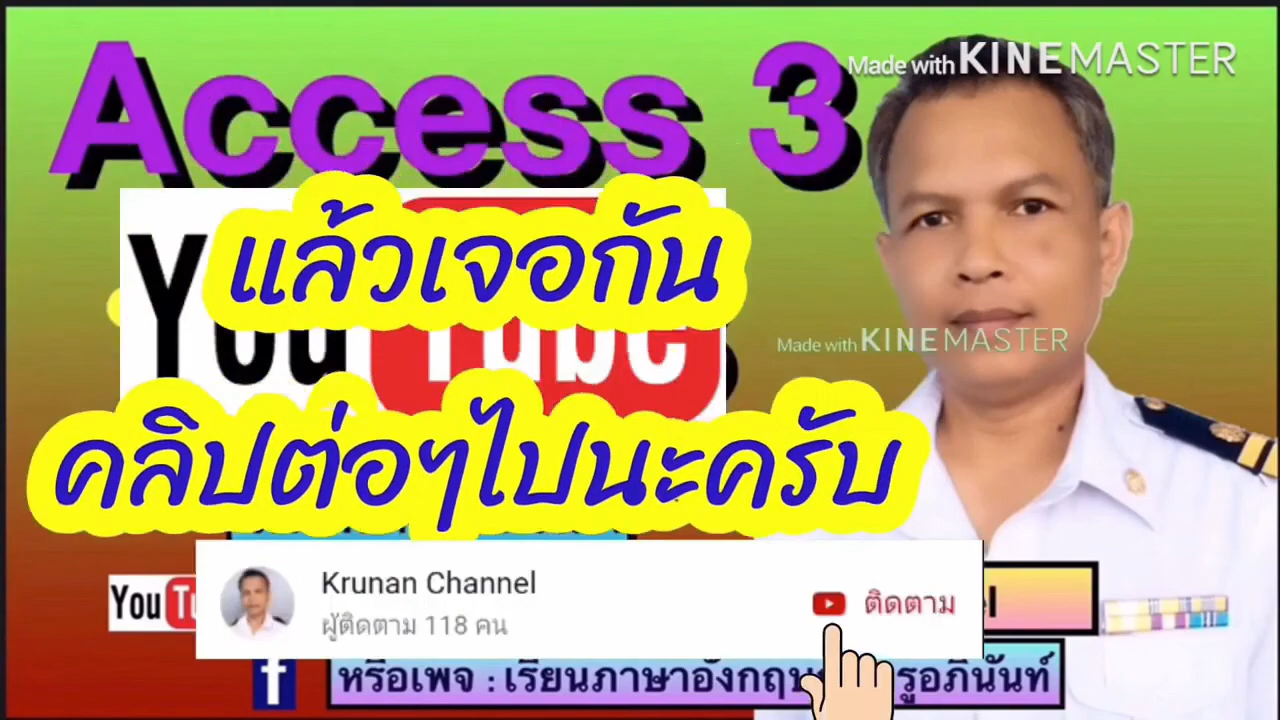 Access 3
Made with KINEMASTER
แล้วเจอกัน
YouTube
Made with KINEMASTER
คลิปต่อๆไปนะครับ
Krunan Channel
ผู้ติดตาม 118 คน
ติดตาม
You
หรือเพจ : เรียนภาษาอังกฤษ
รูอภินันท์